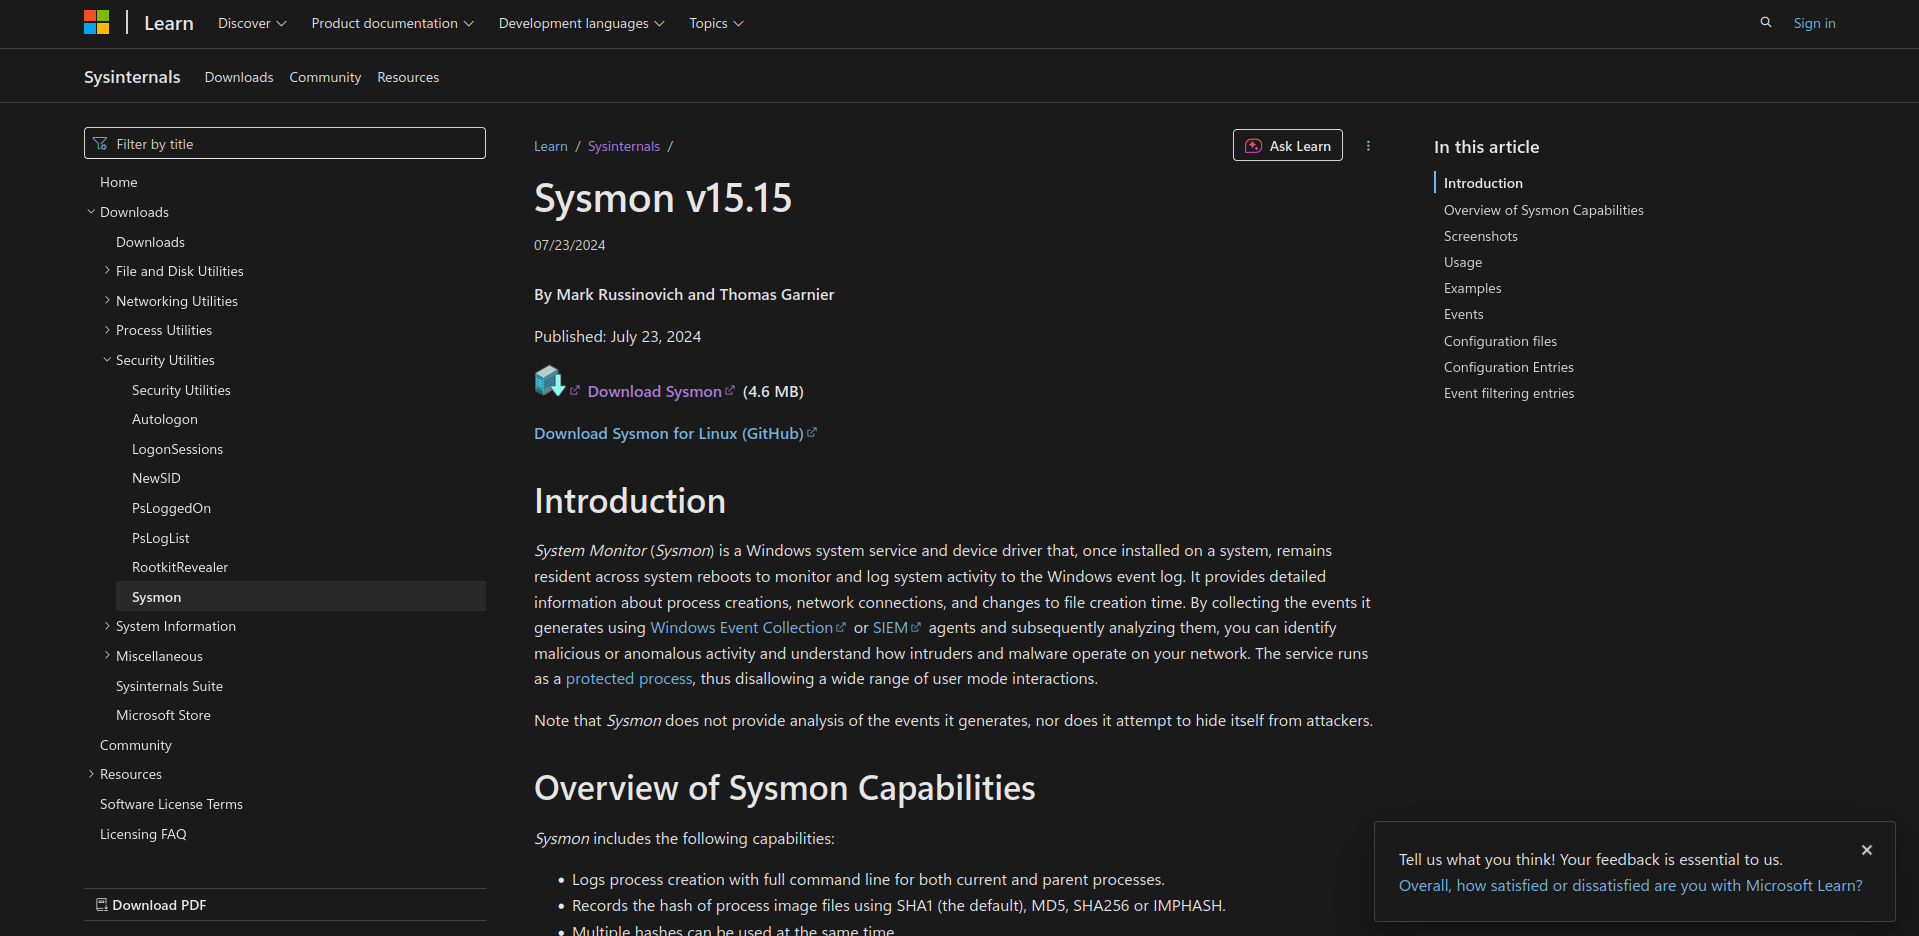 Learn
Discover
Product documentation
Development languages
Topics
Sign in
Sysinternals
Downloads
Community
Resources
Filter by title
Home
Downloads
Downloads
File and Disk Utilities
Networking Utilities
Process Utilities
Security Utilities
Security Utilities
Autologon
LogonSessions
NewSID
PsLoggedOn
PsLogList
RootkitRevealer
Sysmon
System Information
Miscellaneous
Sysinternals Suite
Microsoft Store
Community
Resources
Software License Terms
Licensing FAQ
Download PDF
Learn / Sysinternals /
Ask Learn
Sysmon v15.15
07/23/2024
By Mark Russinovich and Thomas Garnier
Published: July 23, 2024
Download Sysmon (4.6 MB)
Download Sysmon for Linux (GitHub)
Introduction
System Monitor (Sysmon) is a Windows system service and device driver that, once installed on a system, remains
resident across system reboots to monitor and log system activity to the Windows event log. It provides detailed
information about process creations, network connections, and changes to file creation time. By collecting the events it
generates using Windows Event Collection or SIEM agents and subsequently analyzing them, you can identify
malicious or anomalous activity and understand how intruders and malware operate on your network. The service runs
as a protected process, thus disallowing a wide range of user mode interactions.
Note that Sysmon does not provide analysis of the events it generates, nor does it attempt to hide itself from attackers.
Overview of Sysmon Capabilities
Sysmon includes the following capabilities:
• Logs process creation with full command line for both current and parent processes.
• Records the hash of process image files using SHA1 (the default), MD5, SHA256 or IMPHASH.
• Multiple hashes can be used at the same time.
In this article
Introduction
Overview of Sysmon Capabilities
Screenshots
Usage
Examples
Events
Configuration files
Configuration Entries
Event filtering entries
Tell us what you think! Your feedback is essential to us.
Overall, how satisfied or dissatisfied are you with Microsoft Learn?